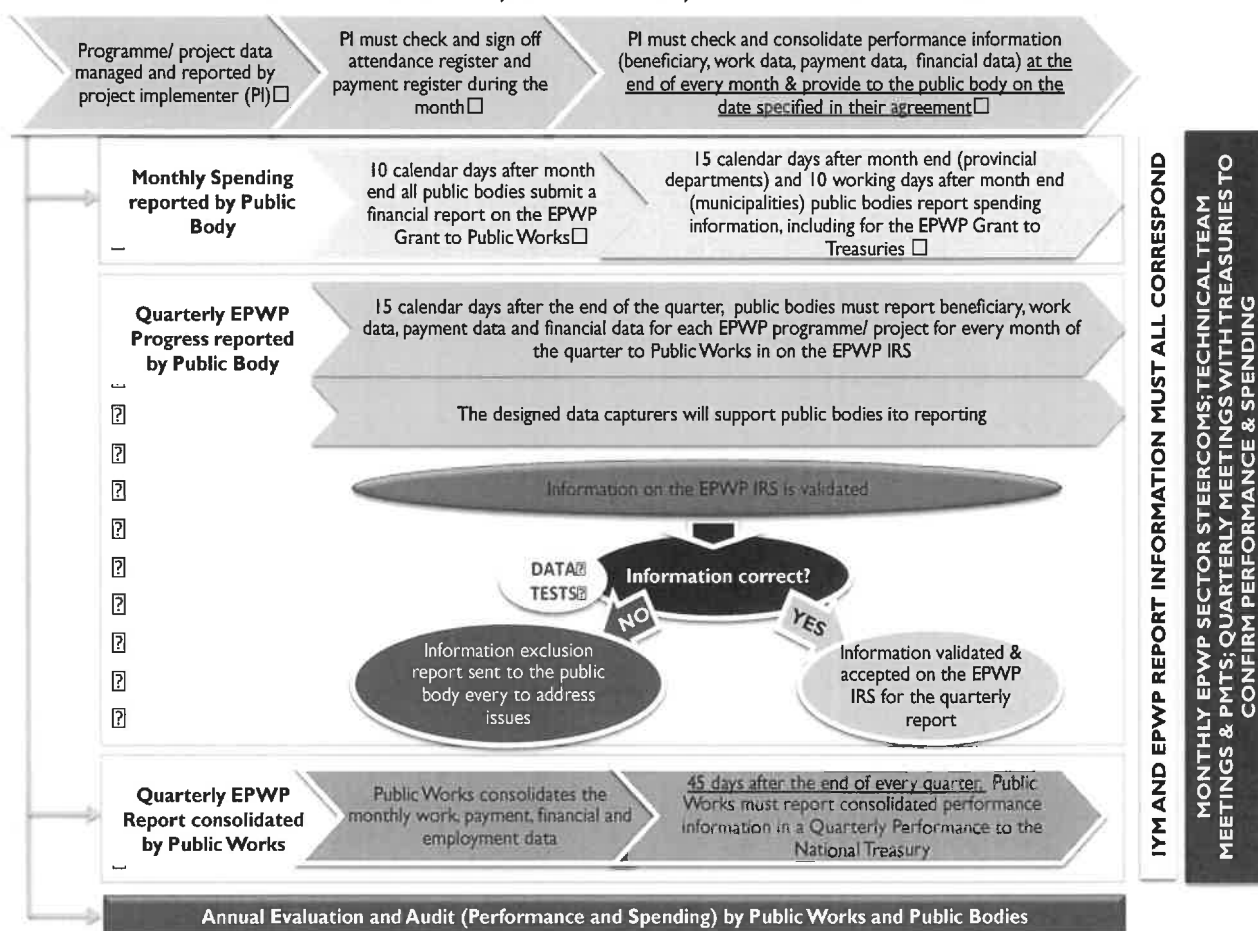 Programme/ project data
managed and reported by
project implementer (PI)
PI must check and sign off
attendance register and
payment register during the
month
PI must check and consolidate performance information
(beneficiary, work data, payment data, financial data) at the
end of every month & provide to the public body on the
date specified in their agreement
Monthly Spending
reported by Public
Body
10 calendar days after month
end all public bodies submit a
financial report on the EPWP
Grant to Public Works
15 calendar days after month end (provincial
departments) and 10 working days after month end
(municipalities) public bodies report spending
information, including for the EPWP Grant to
Treasuries
Quarterly EPWP
Progress reported
by Public Body
15 calendar days after the end of the quarter, public bodies must report beneficiary, work
data, payment data and financial data for each EPWP programme/ project for every month of
the quarter to Public Works in on the EPWP IRS
The designed data capturers will support public bodies ito reporting
Information on the EPWP IRS is validated
DATA
TESTS
Information correct?
NO
YES
Information exclusion
report sent to the public
body every to address
issues
Information validated &
accepted on the EPWP
IRS for the quarterly
report
Quarterly EPWP
Report consolidated
by Public Works
Public Works consolidates the
monthly work, payment, financial and
employment data
45 days after the end of every quarter, Public
Works must report consolidated performance
information in a Quarterly Performance to the
National Treasury
Annual Evaluation and Audit (Performance and Spending) by Public Works and Public Bodies
IYM AND EPWP REPORT INFORMATION MUST ALL CORRESPOND
MONTHLY EPWP SECTOR STEERCOMS; TECHNICAL TEAM
MEETINGS & PMTS; QUARTERLY MEETINGS WITH TREASURIES TO
CONFIRM PERFORMANCE & SPENDING